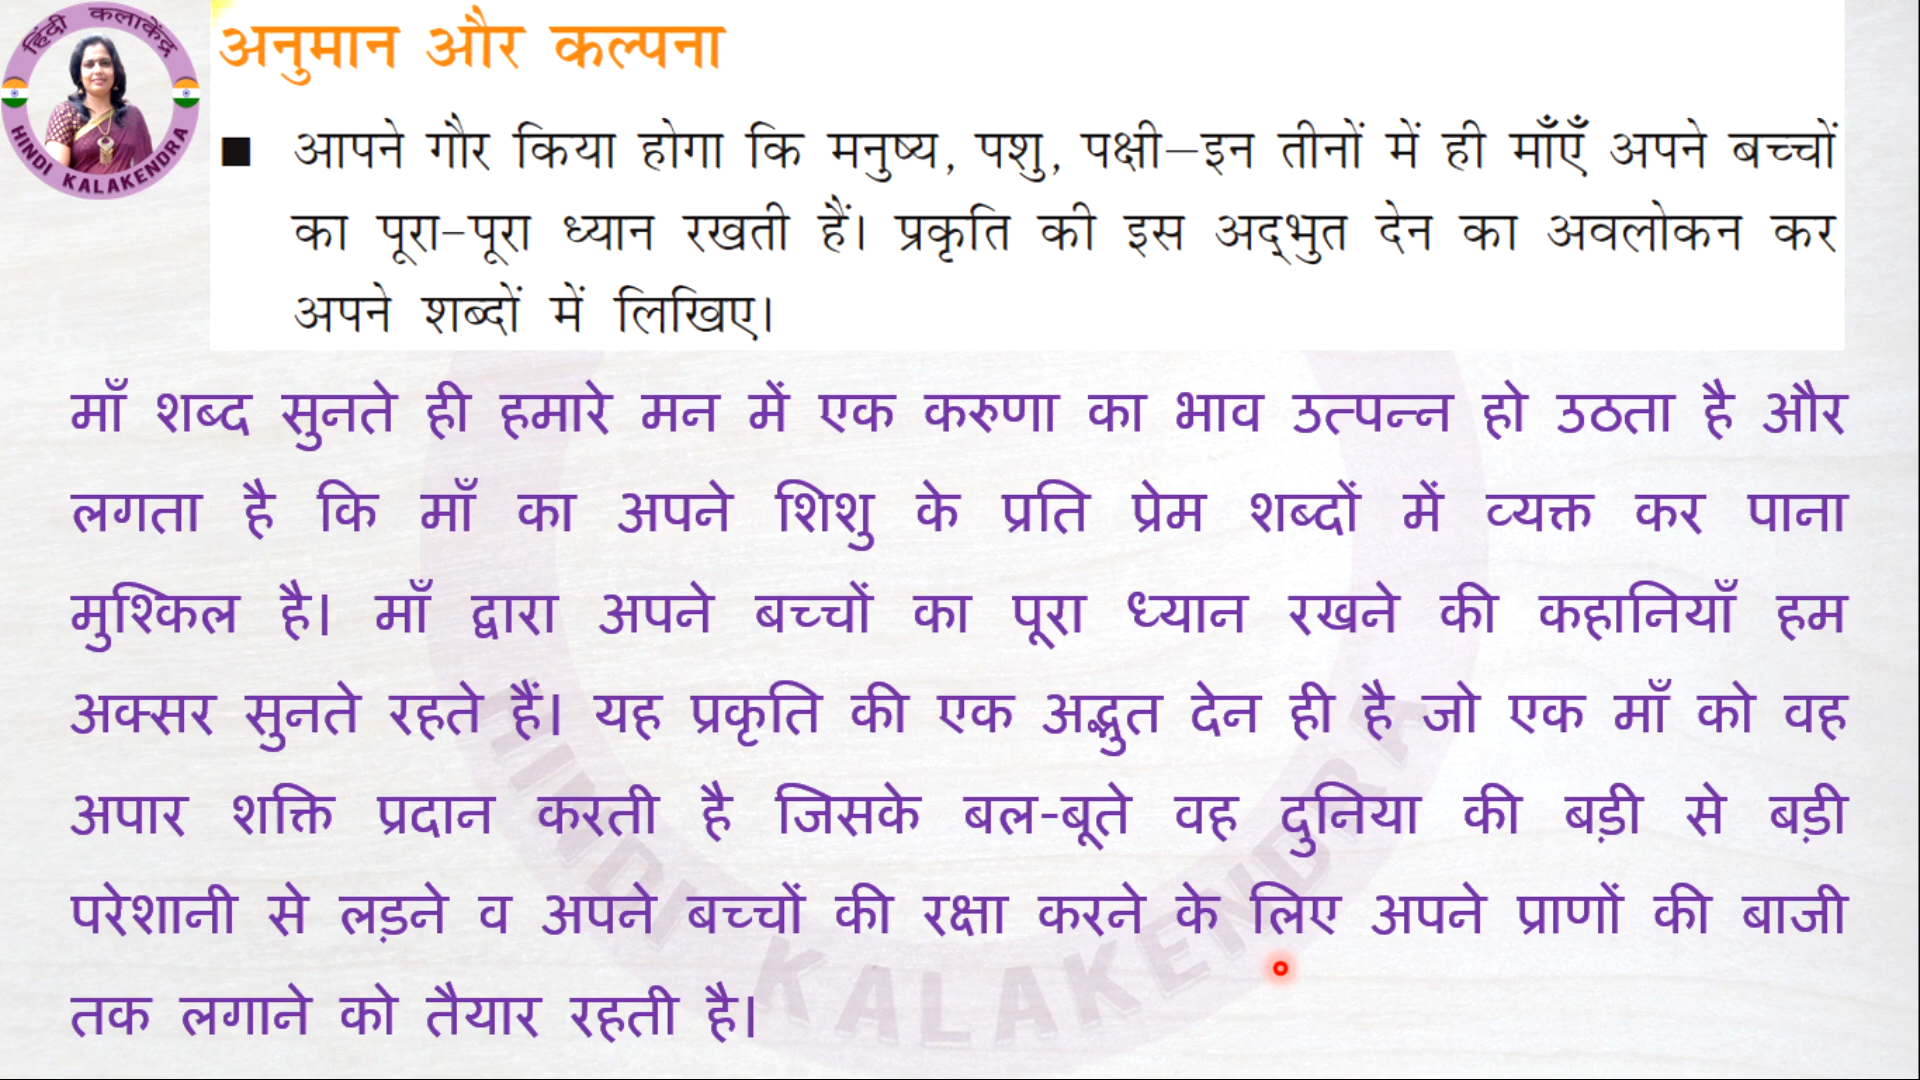 हिंदी कलाकेंद्र
HINDI KALAKENDRA
अनुमान और कल्पना
■ आपने गौर किया होगा कि मनुष्य, पशु, पक्षी–इन तीनों में ही माँएँ अपने बच्चों
का पूरा-पूरा ध्यान रखती हैं। प्रकृति की इस अद्‌भुत देन का अवलोकन कर
अपने शब्दों में लिखिए।
माँ शब्द सुनते ही हमारे मन में एक करुणा का भाव उत्पन्न हो उठता है और
लगता है कि माँ का अपने शिशु के प्रति प्रेम शब्दों में व्यक्त कर पाना
मुश्किल है। माँ द्वारा अपने बच्चों का पूरा ध्यान रखने की कहानियाँ हम
अक्सर सुनते रहते हैं। यह प्रकृति की एक अद्भुत देन ही है जो एक माँ को वह
अपार शक्ति प्रदान करती है जिसके बल-बूते वह दुनिया की बड़ी से बड़ी
परेशानी से लड़ने व अपने बच्चों की रक्षा करने के लिए अपने प्राणों की बाजी
तक लगाने को तैयार रहती है।
HINDI KALAKENDRA